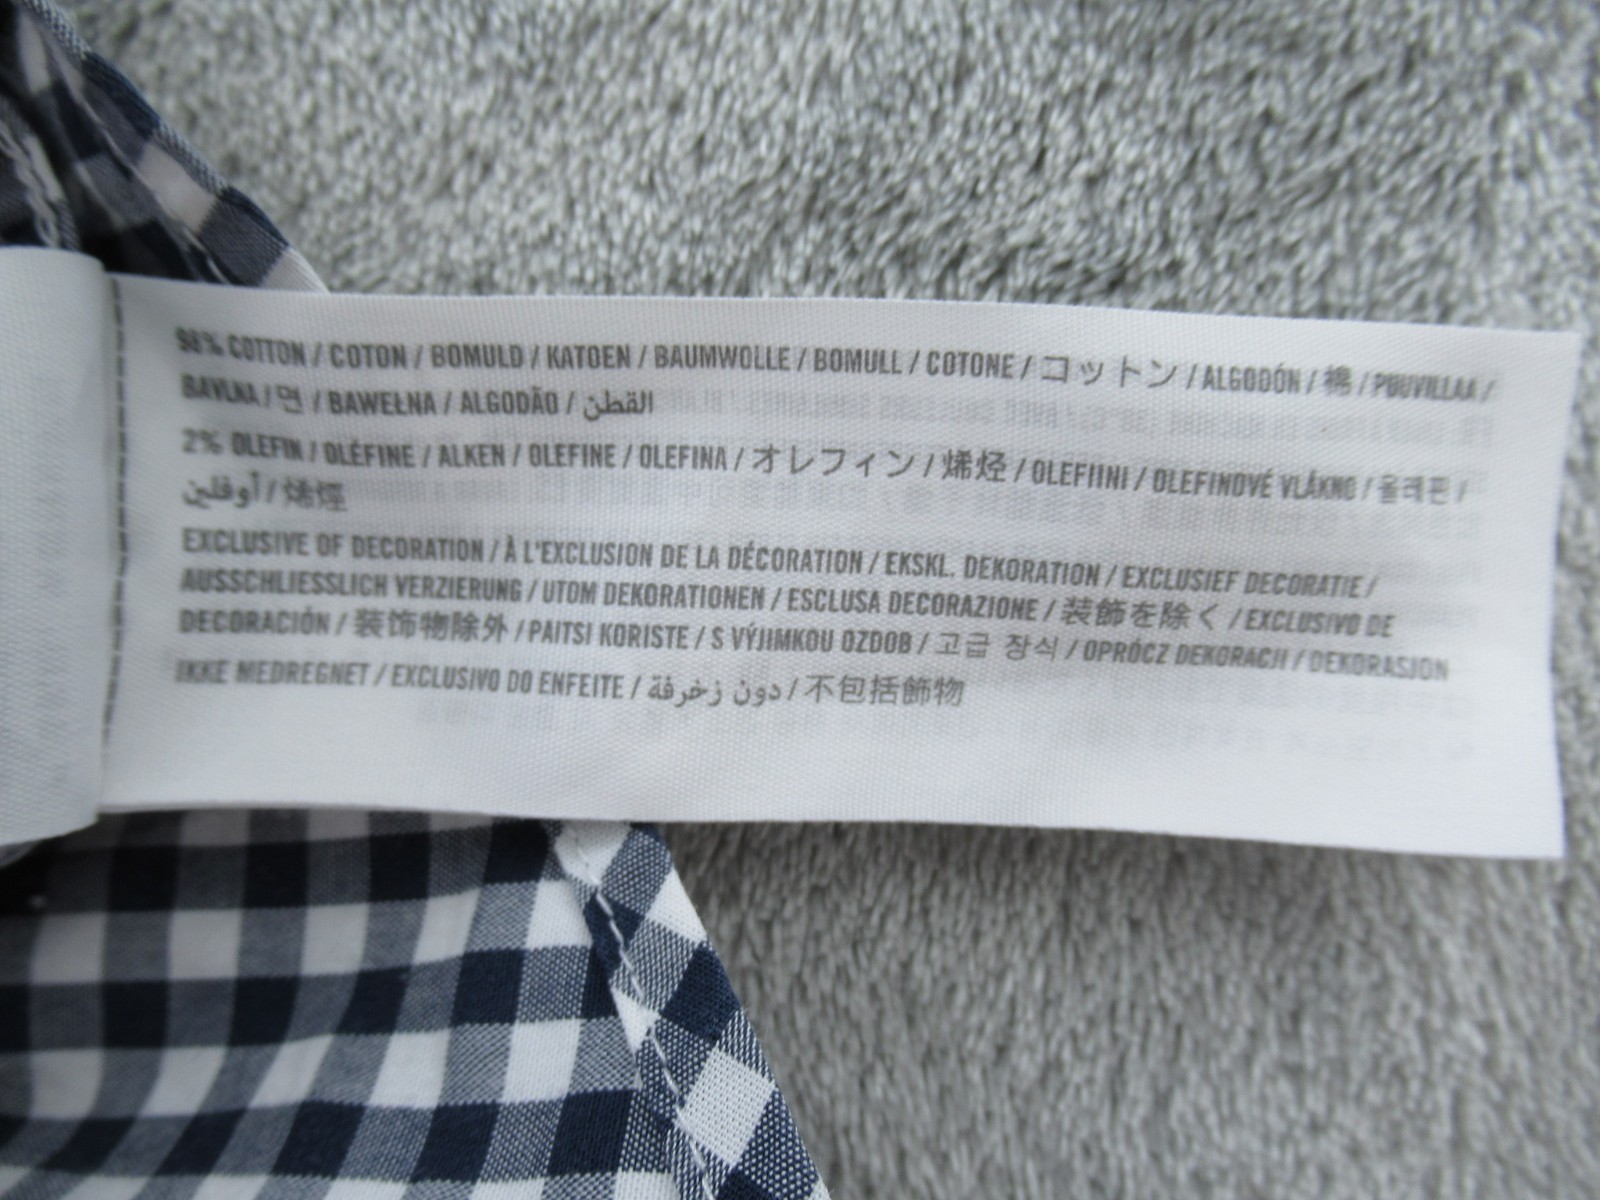 98% COTTON / COTON / BOMULD / KATOEN / BAUMWOLLE / BOMULL / COTONE / コットン / ALGODÓN / 棉 / PUUVILLAA /
BAVLNA / 면 / BAWEŁNA / ALGODÃO / القطن
2% OLEFIN / OLÉFINE / ALKEN / OLEFINE / OLEFINA / オレフィン / 烯烃 / OLEFIINI / OLEFINOVÉ VLÁKNO / 올레핀 /
أوفلين / 烯烴
EXCLUSIVE OF DECORATION / À L'EXCLUSION DE LA DÉCORATION / EKSKL. DEKORATION / EXCLUSIEF DECORATIE /
AUSSCHLIESSLICH VERZIERUNG / UTOM DEKORATIONEN / ESCLUSA DECORAZIONE / 装飾を除く / EXCLUSIVO DE
DECORACIÓN / 装饰物除外 / PAITSI KORISTE / S VÝJIMKOU OZDOB / 고급 장식 / OPRÓCZ DEKORACJI / DEKORASJON
IKKE MEDREGNET / EXCLUSIVO DO ENFEITE / دون زخرفة / 不包括飾物